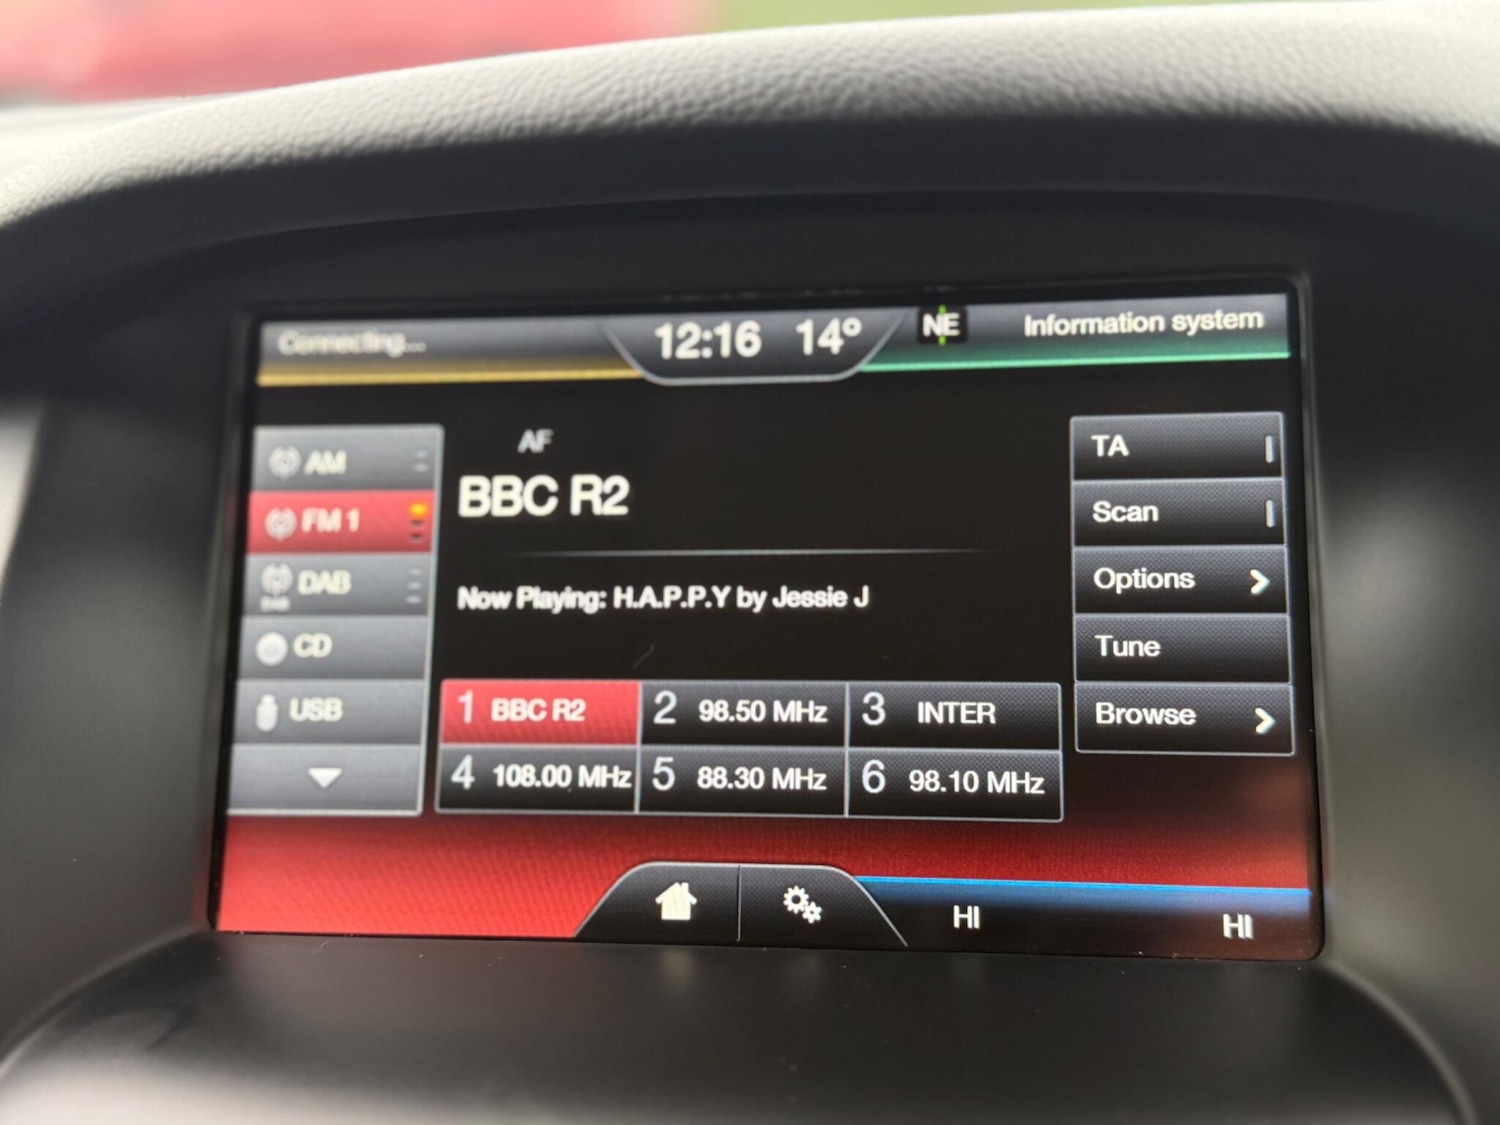 Connecting...
12:16 14°
NE
Information system
AM
FM 1
DAB
CD
USB
AF
BBC R2
Now Playing: H.A.P.P.Y by Jessie J
1 BBC R2
2 98.50 MHz
3 INTER
4 108.00 MHz
5 88.30 MHz
6 98.10 MHz
TA
Scan
Options
Tune
Browse
HI
HI